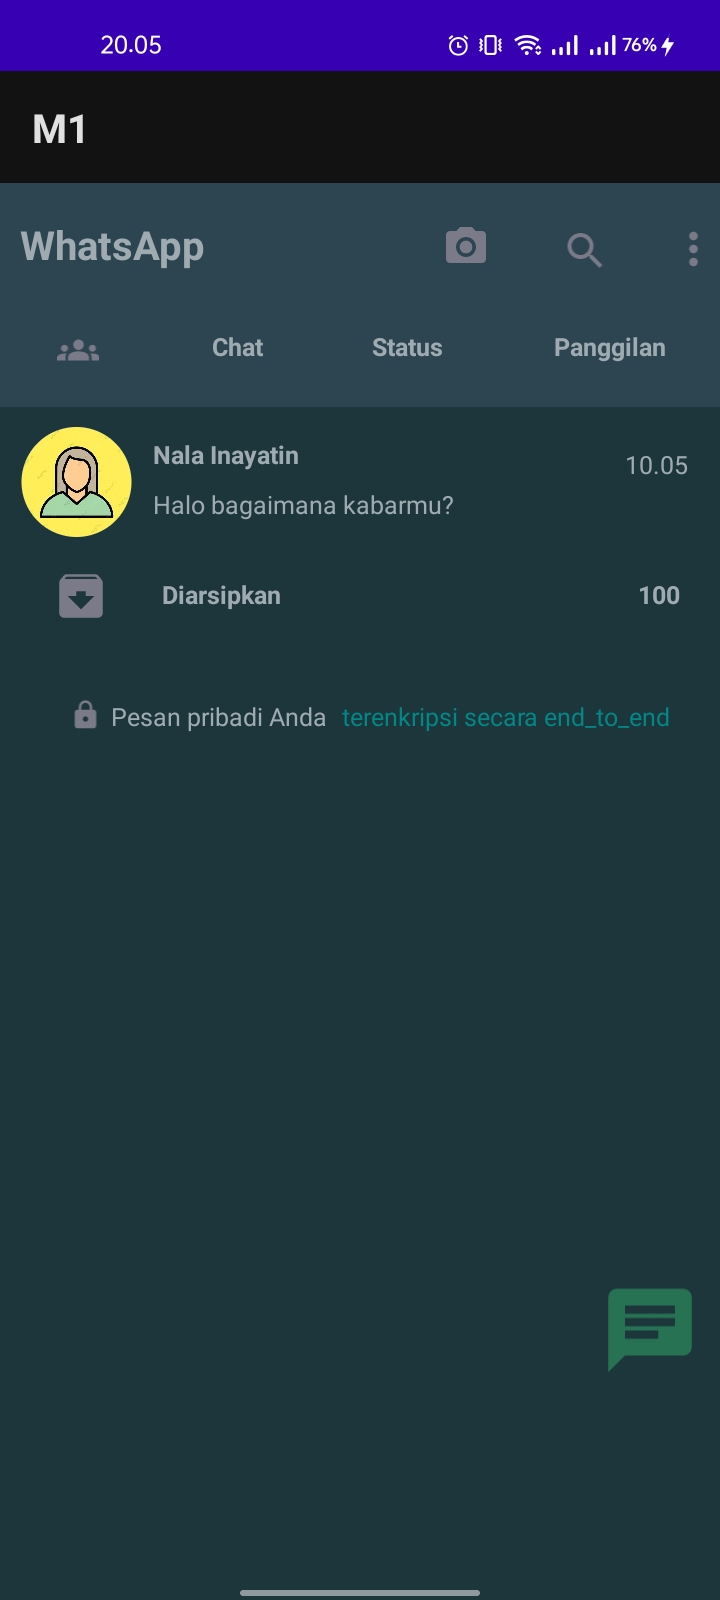 20.05 76%
M1
WhatsApp
Chat Status Panggilan
Nala Inayatin 10.05
Halo bagaimana kabarmu?
Diarsipkan 100
Pesan pribadi Anda terenkripsi secara end_to_end